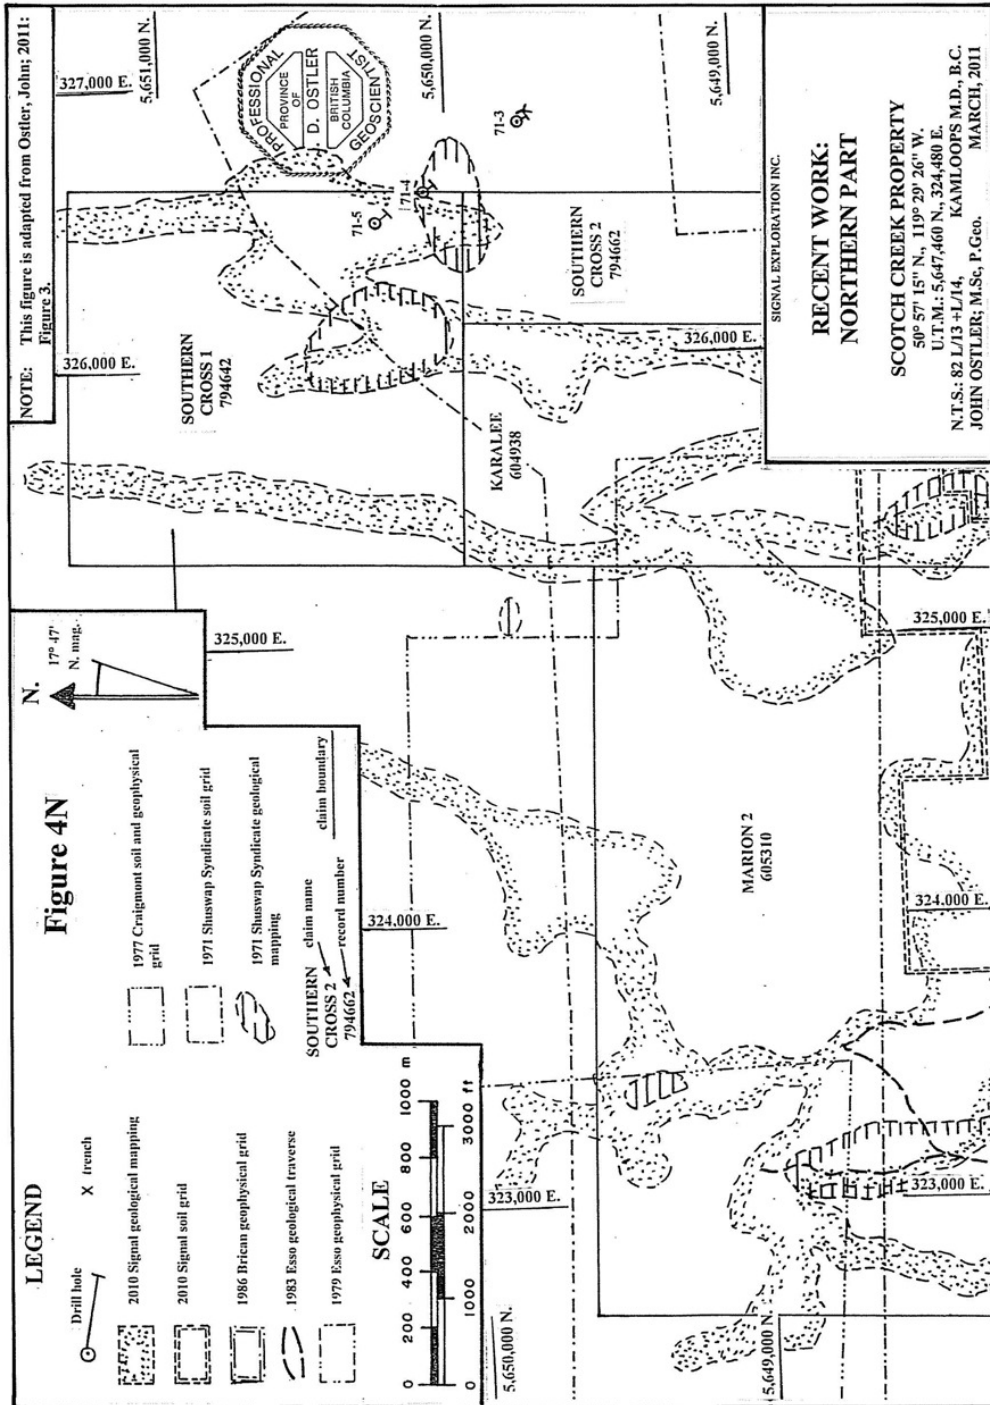 NOTE: This figure is adapted from Ostler, John; 2011:
Figure 3.
Figure 4N
N.
17° 47'
N. mag.
LEGEND
Drill hole
X trench
2010 Signal geological mapping
2010 Signal soil grid
1986 Brican geophysical grid
1983 Esso geological traverse
1979 Esso geophysical grid
1977 Craigmont soil and geophysical
grid
1971 Shuswap Syndicate soil grid
1971 Shuswap Syndicate geological
mapping
SOUTHERN
CROSS 2
794662
claim name
record number
claim boundary
SCALE
0 200 400 600 800 1000 m
0 1000 2000 3000 ft
325,000 E.
324,000 E.
323,000 E.
326,000 E.
327,000 E.
5,651,000 N.
5,650,000 N.
5,649,000 N.
5,650,000 N.
5,649,000 N.
326,000 E.
325,000 E.
324,000 E.
323,000 E.
SOUTHERN
CROSS 1
794642
PROFESSIONAL
PROVINCE
OF
D. OSTLER
BRITISH
COLUMBIA
GEOSCIENTIST
71-5
71-4
71-3
SOUTHERN
CROSS 2
794662
KARALEE
604938
MARION 2
605310
SIGNAL EXPLORATION INC.
RECENT WORK:
NORTHERN PART
SCOTCH CREEK PROPERTY
50° 57' 15" N., 119° 29' 26" W.
U.T.M.: 5,647,460 N., 324,480 E.
N.T.S.: 82 L/13 +L/14, KAMLOOPS M.D., B.C.
JOHN OSTLER; M.Sc, P.Geo. MARCH, 2011